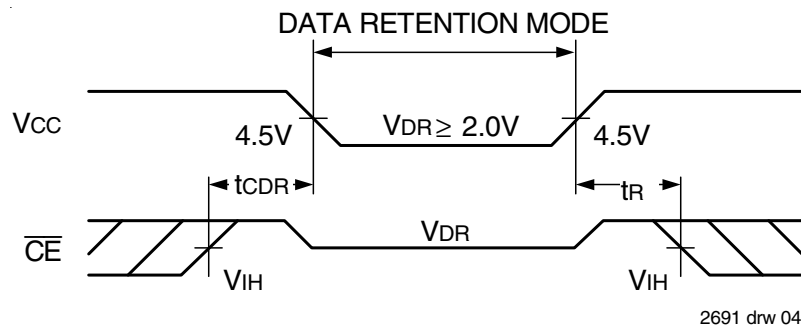 DATA RETENTION MODE
VCC
4.5V
VDR ≥ 2.0V
4.5V
tCDR
tR
CE
VDR
VIH
VIH
2691 drw 04